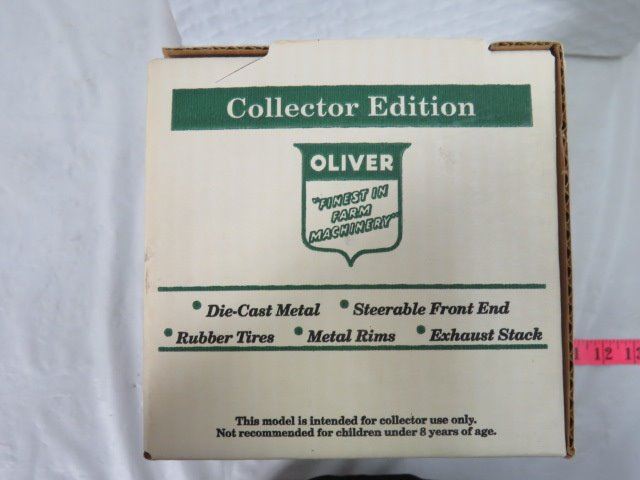 Collector Edition
OLIVER
"FINEST IN
FARM
MACHINERY"
• Die-Cast Metal • Steerable Front End
• Rubber Tires • Metal Rims • Exhaust Stack
This model is intended for collector use only.
Not recommended for children under 8 years of age.
1 12 13